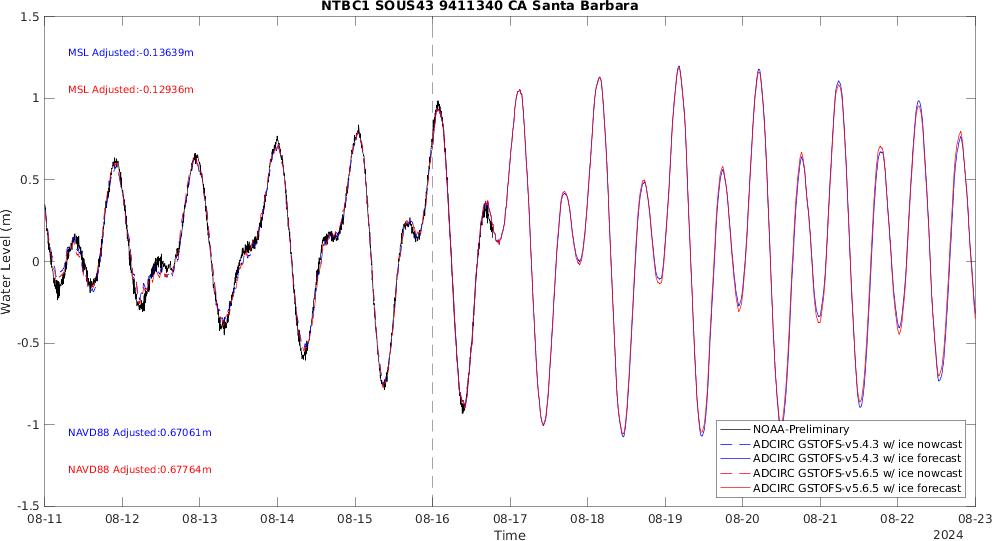 NTBC1 SOUS43 9411340 CA Santa Barbara
1.5
1
0.5
0
-0.5
-1
-1.5
Water Level (m)
MSL Adjusted:-0.13639m
MSL Adjusted:-0.12936m
NAVD88 Adjusted:0.67061m
NAVD88 Adjusted:0.67764m
NOAA-Preliminary
ADCIRC GSTOFS-v5.4.3 w/ ice nowcast
ADCIRC GSTOFS-v5.4.3 w/ ice forecast
ADCIRC GSTOFS-v5.6.5 w/ ice nowcast
ADCIRC GSTOFS-v5.6.5 w/ ice forecast
08-11 08-12 08-13 08-14 08-15 08-16 08-17 08-18 08-19 08-20 08-21 08-22 08-23
Time
2024